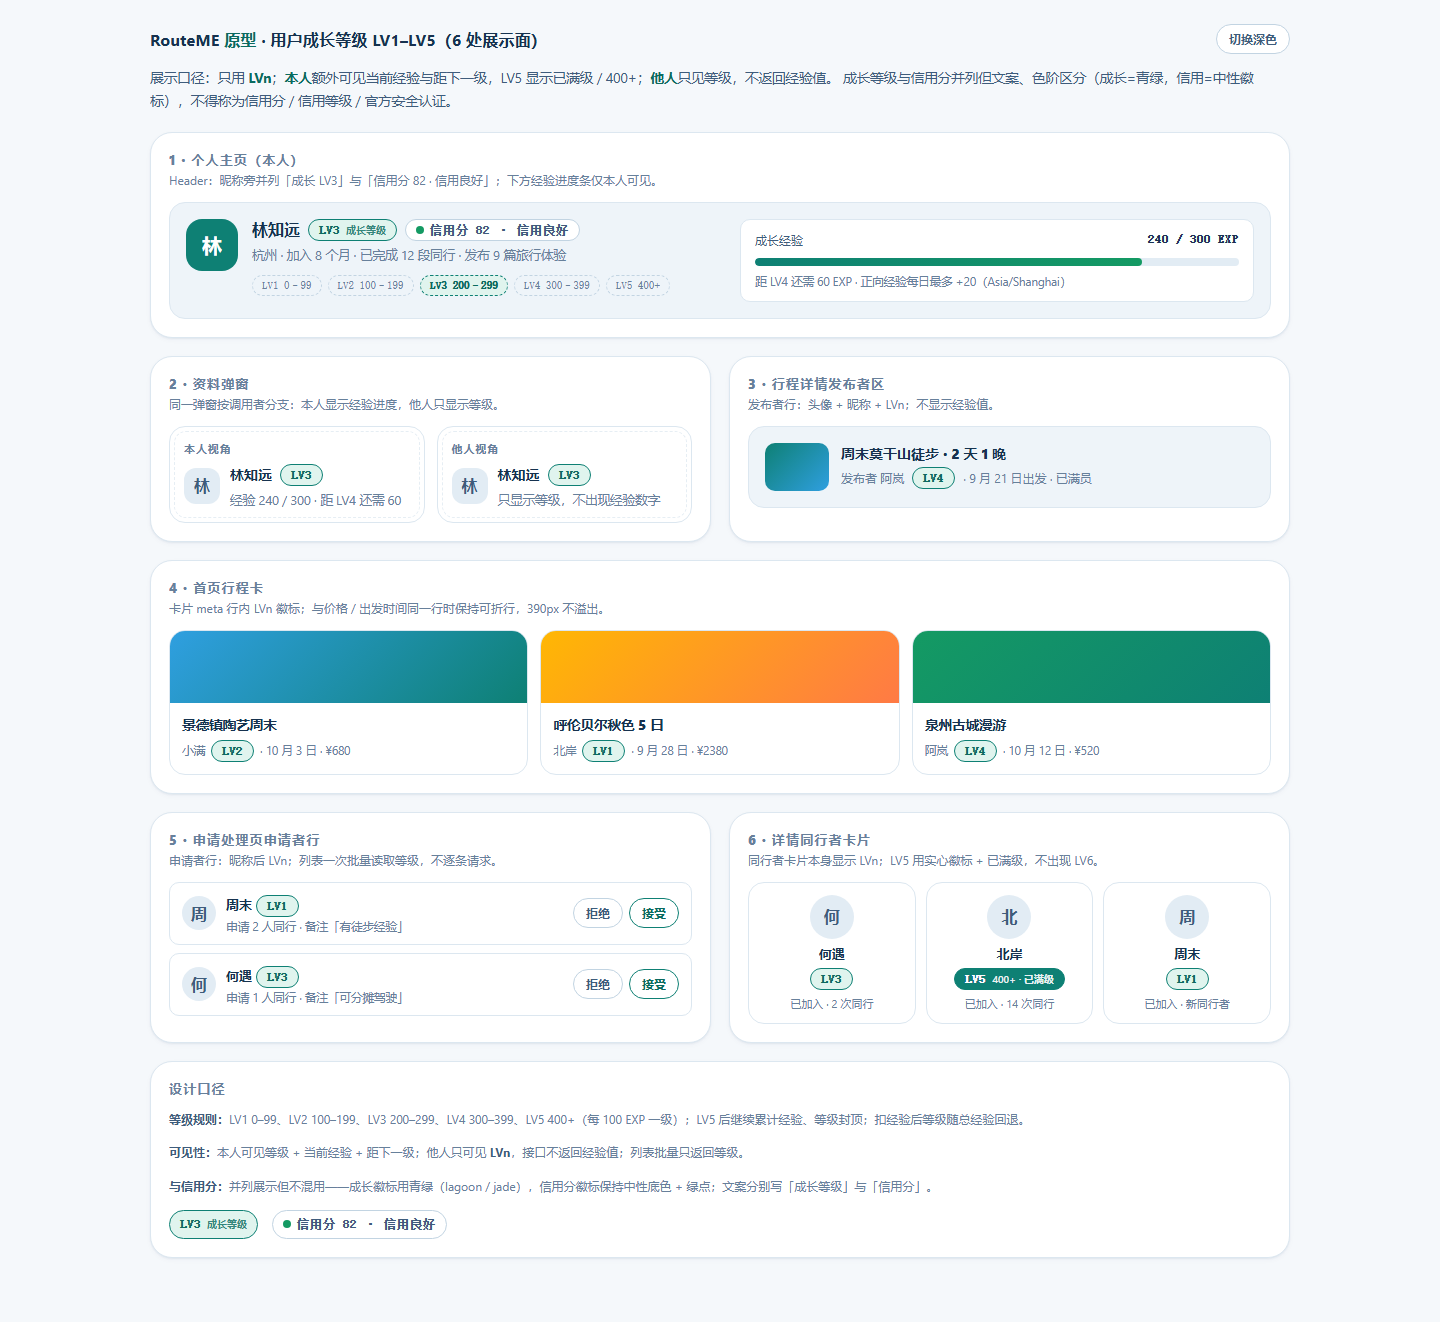 RouteME 原型 · 用户成长等级 LV1–LV5（6 处展示面）
切换深色
展示口径：只用 LVn；本人额外可见当前经验与距下一级，LV5 显示已满级 / 400+；他人只见等级，不返回经验值。 成长等级与信用分并列但文案、色阶区分（成长=青绿，信用=中性徽
标），不得称为信用分 / 信用等级 / 官方安全认证。
1 · 个人主页（本人）
Header：昵称旁并列「成长 LV3」与「信用分 82 · 信用良好」；下方经验进度条仅本人可见。
林
林知远
LV3 成长等级
信用分 82 · 信用良好
杭州 · 加入 8 个月 · 已完成 12 段同行 · 发布 9 篇旅行体验
LV1 0–99
LV2 100–199
LV3 200–299
LV4 300–399
LV5 400+
成长经验
240 / 300 EXP
距 LV4 还需 60 EXP · 正向经验每日最多 +20（Asia/Shanghai）
2 · 资料弹窗
同一弹窗按调用者分支：本人显示经验进度，他人只显示等级。
本人视角
林
林知远
LV3
经验 240 / 300 · 距 LV4 还需 60
他人视角
林
林知远
LV3
只显示等级，不出现经验数字
3 · 行程详情发布者区
发布者行：头像 + 昵称 + LVn；不显示经验值。
周末莫干山徒步 · 2 天 1 晚
发布者 阿岚 LV4 · 9 月 21 日出发 · 已满员
4 · 首页行程卡
卡片 meta 行内 LVn 徽标；与价格 / 出发时间同一行时保持可折行，390px 不溢出。
景德镇陶艺周末
小满 LV2 · 10 月 3 日 · ¥680
呼伦贝尔秋色 5 日
北岸 LV1 · 9 月 28 日 · ¥2380
泉州古城漫游
阿岚 LV4 · 10 月 12 日 · ¥520
5 · 申请处理页申请者行
申请者行：昵称后 LVn；列表一次批量读取等级，不逐条请求。
周
周末 LV1
申请 2 人同行 · 备注「有徒步经验」
拒绝
接受
何
何遇 LV3
申请 1 人同行 · 备注「可分摊驾驶」
拒绝
接受
6 · 详情同行者卡片
同行者卡片本身显示 LVn；LV5 用实心徽标 + 已满级，不出现 LV6。
何
何遇
LV3
已加入 · 2 次同行
北
北岸
LV5 400+ · 已满级
已加入 · 14 次同行
周
周末
LV1
已加入 · 新同行者
设计口径
等级规则：LV1 0–99、LV2 100–199、LV3 200–299、LV4 300–399、LV5 400+（每 100 EXP 一级）；LV5 后继续累计经验、等级封顶；扣经验后等级随总经验回退。
可见性：本人可见等级 + 当前经验 + 距下一级；他人只可见 LVn，接口不返回经验值；列表批量只返回等级。
与信用分：并列展示但不混用——成长徽标用青绿（lagoon / jade），信用分徽标保持中性底色 + 绿点；文案分别写「成长等级」与「信用分」。
LV3 成长等级
信用分 82 · 信用良好